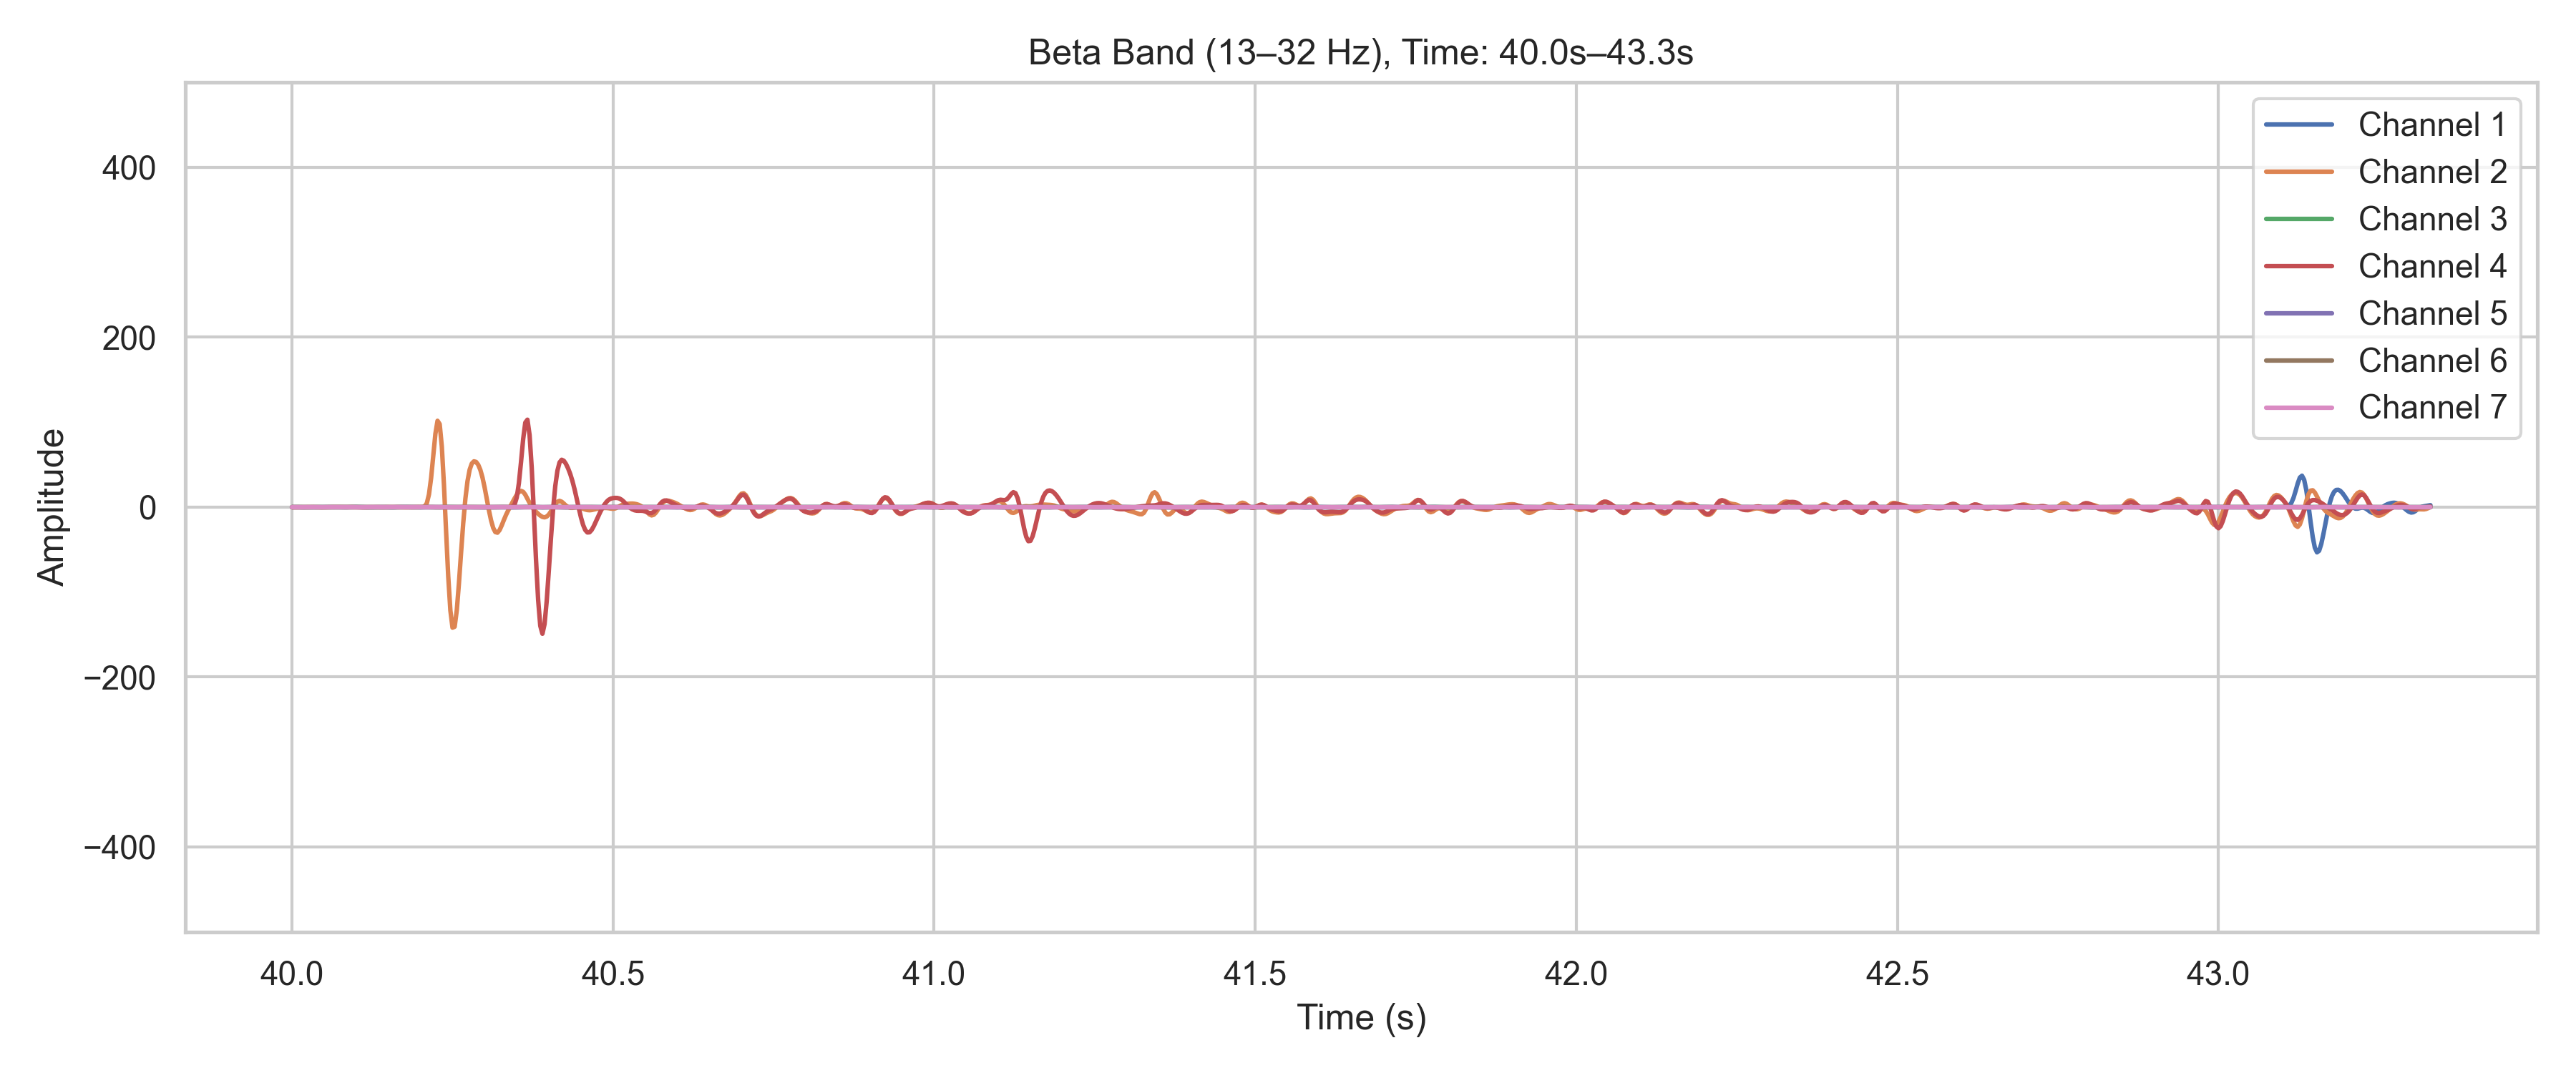 Beta Band (13–32 Hz), Time: 40.0s–43.3s
Channel 1
Channel 2
Channel 3
Channel 4
Channel 5
Channel 6
Channel 7
400
200
0
−200
−400
Amplitude
40.0 40.5 41.0 41.5 42.0 42.5 43.0
Time (s)